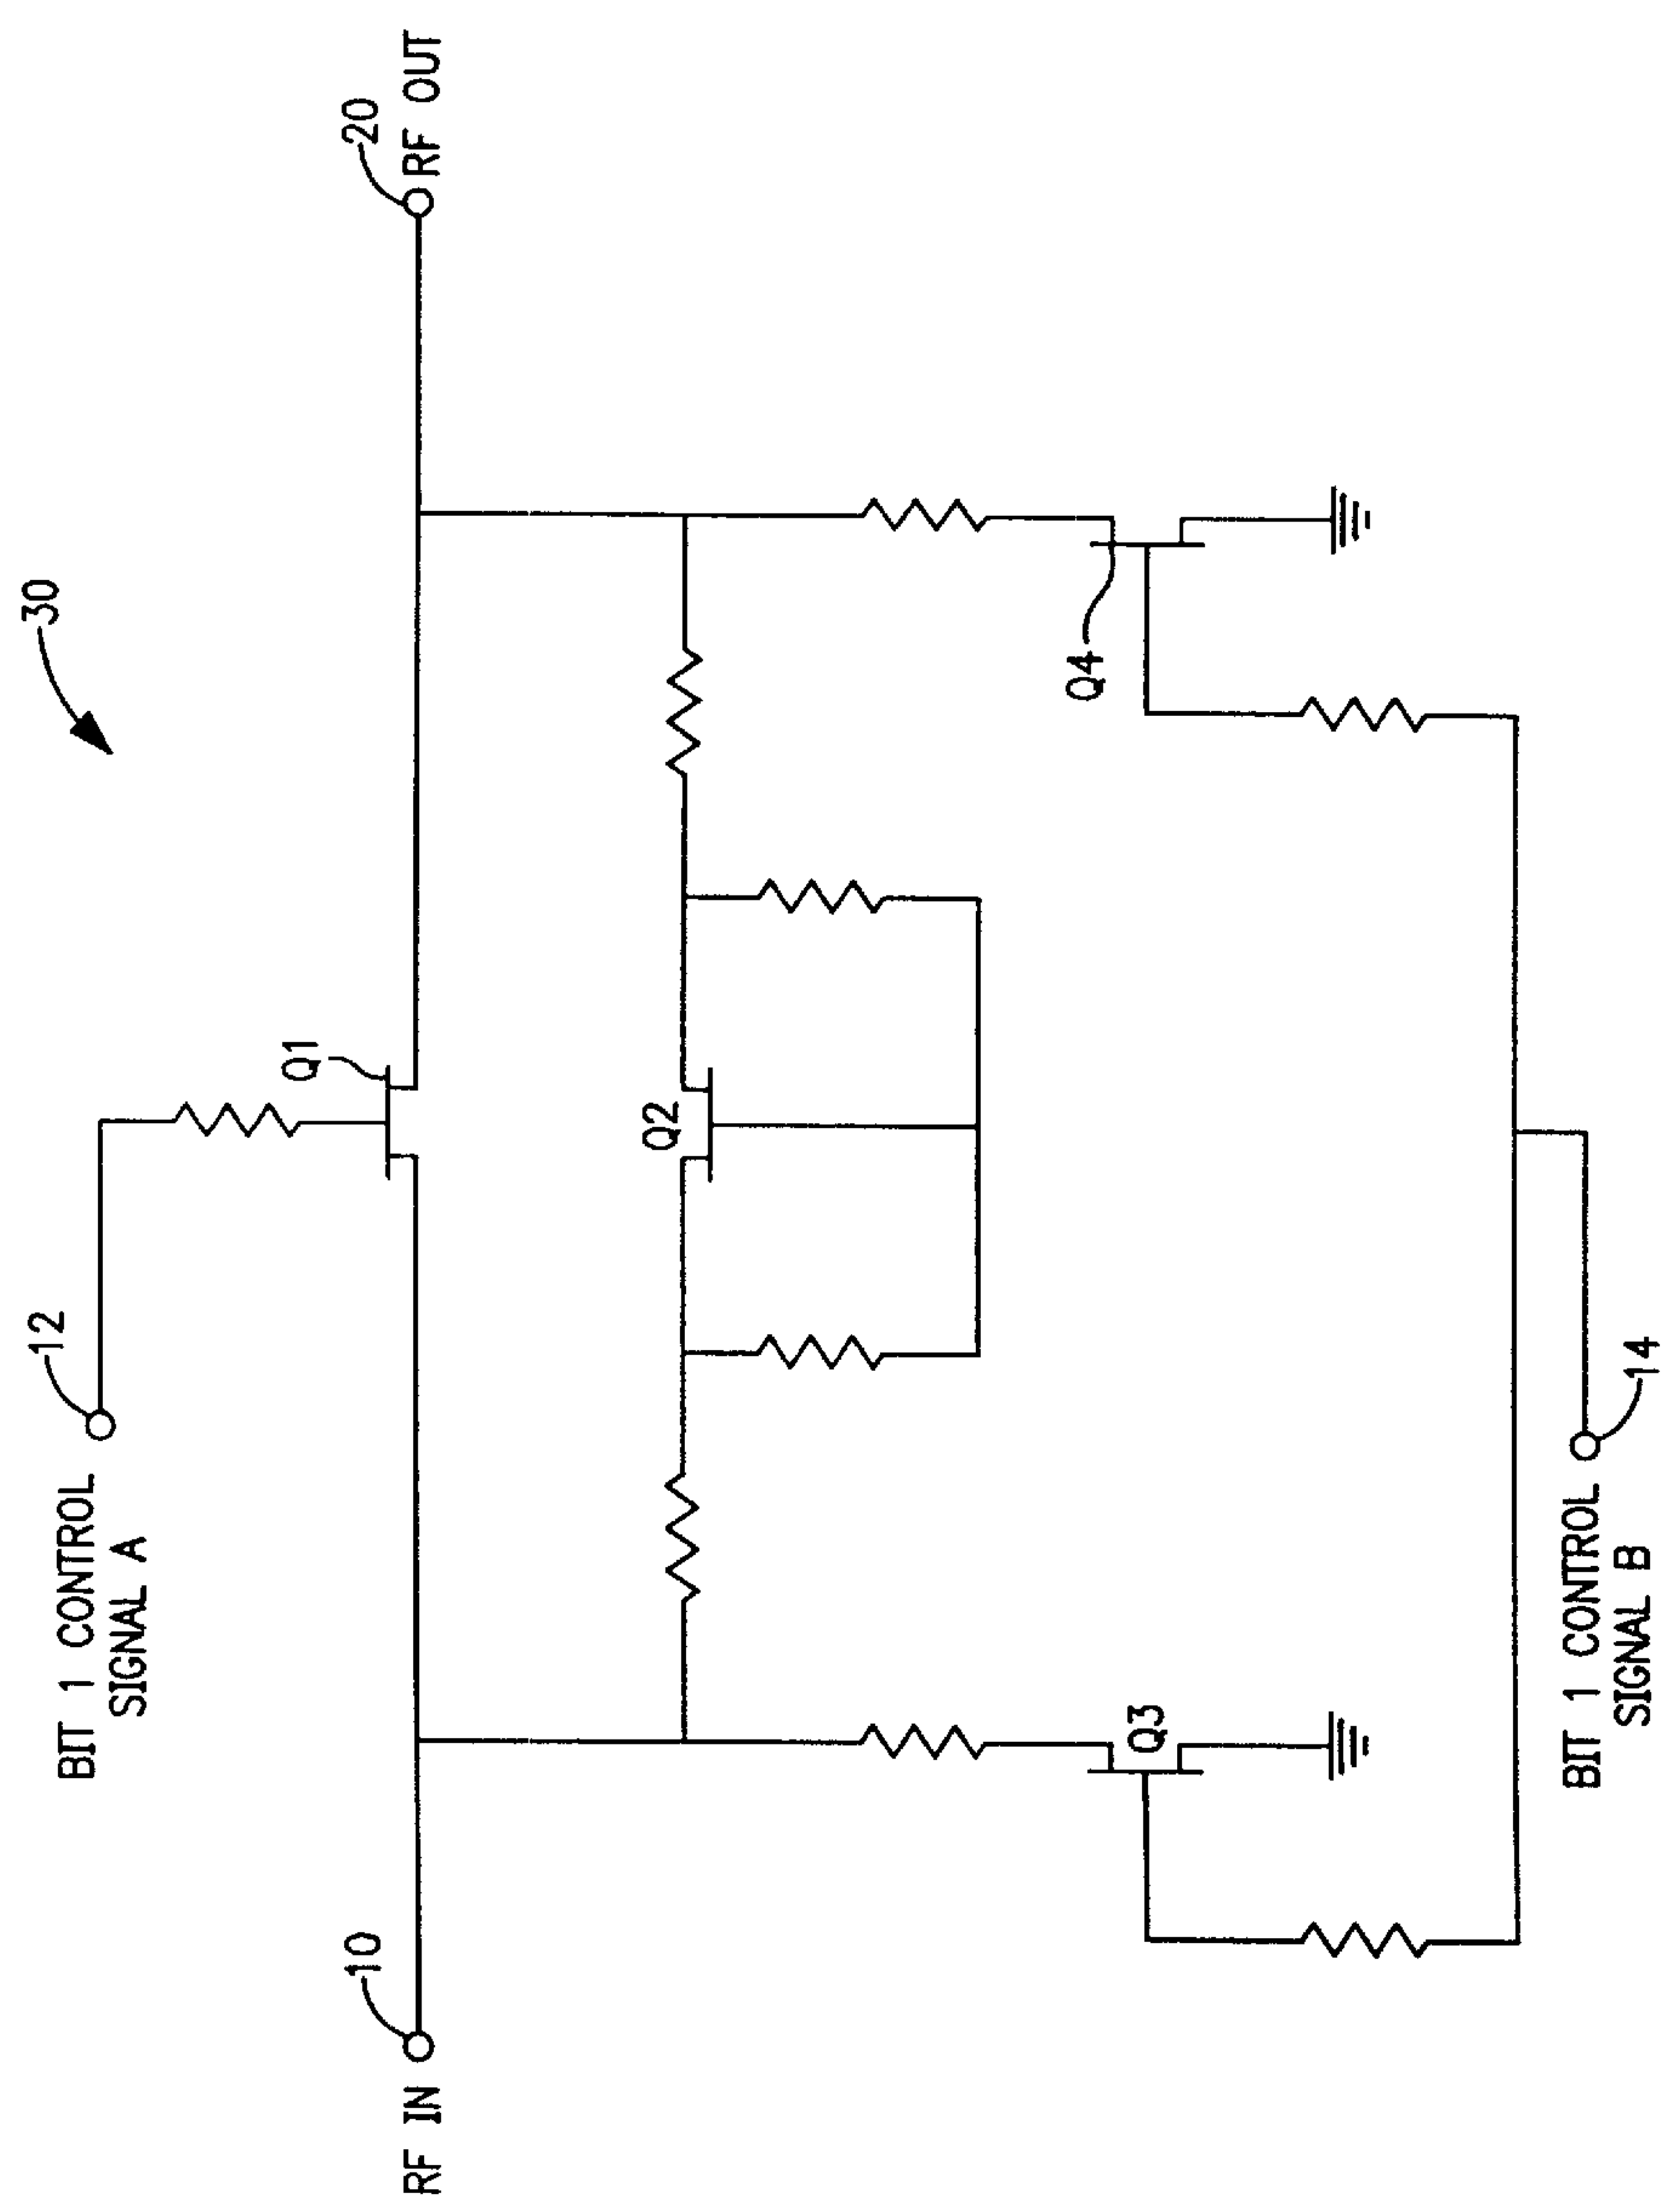 30
BIT 1 CONTROL
SIGNAL A
12
Q1
10
RF IN
20
RF OUT
Q2
Q3
Q4
BIT 1 CONTROL
SIGNAL B
14